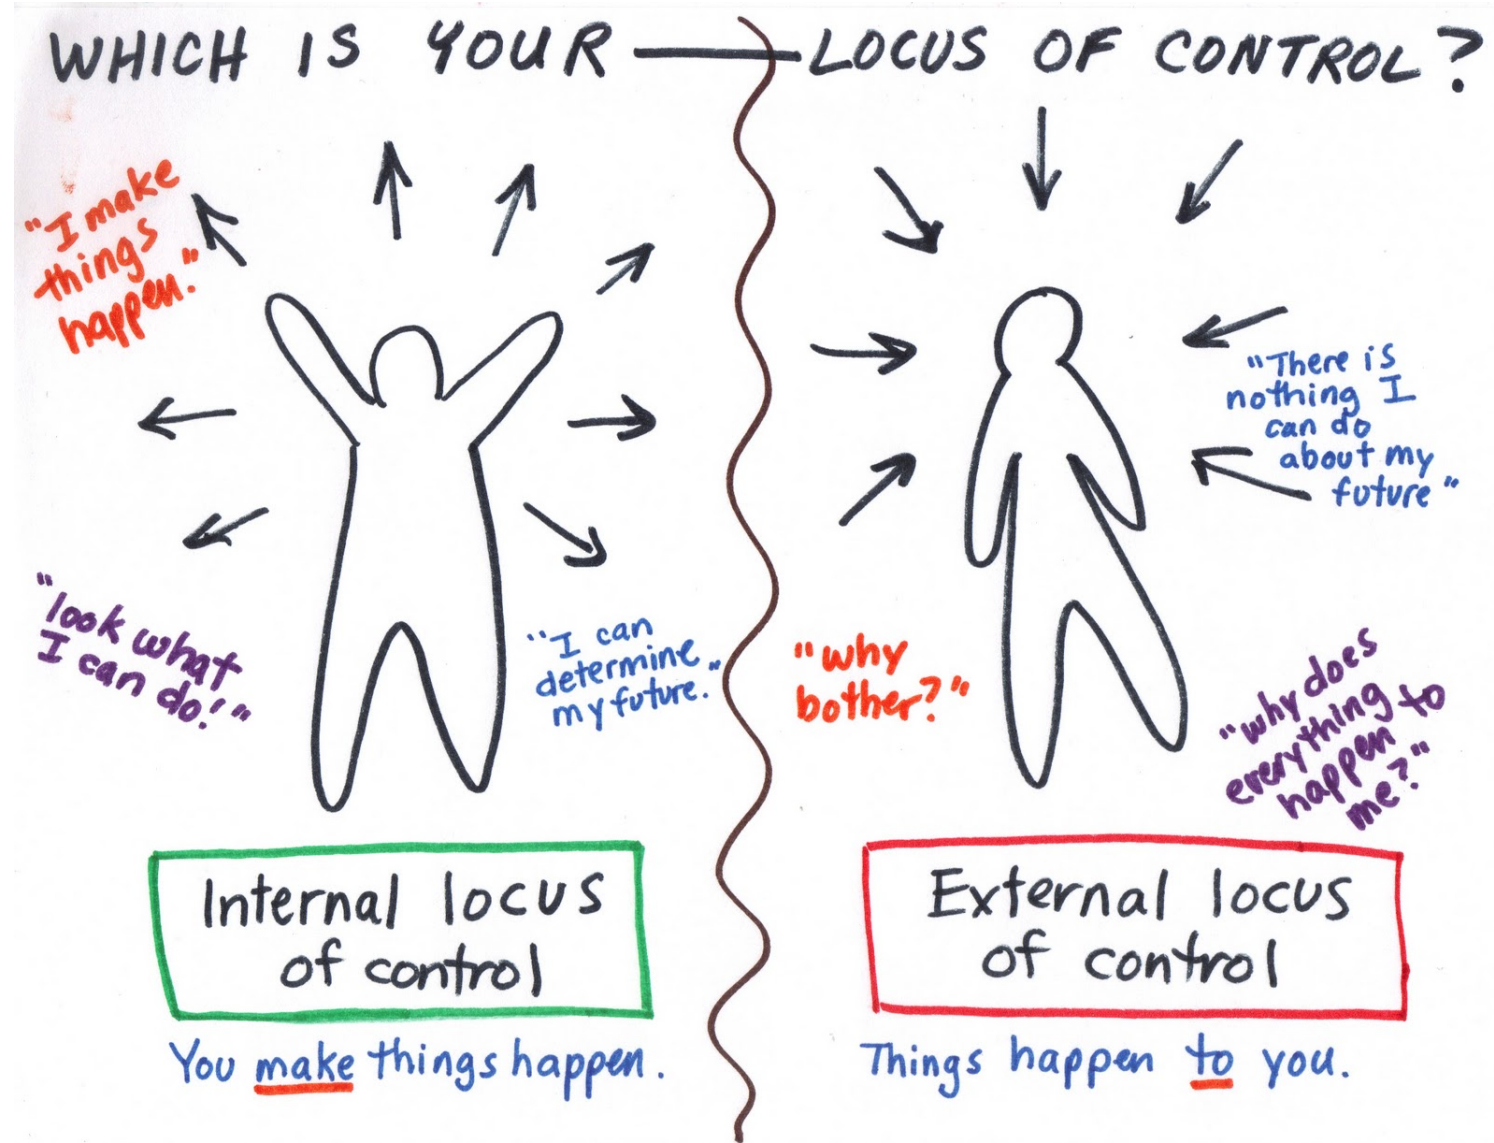 WHICH IS YOUR — LOCUS OF CONTROL?
"I make
things
happen."
"look what
I can do!"
"I can
determine
my future."
Internal locus
of control
You make things happen.
"There is
nothing I
can do
about my
future"
"why
bother?"
"why does
everything to
happen
me?"
External locus
of control
Things happen to you.